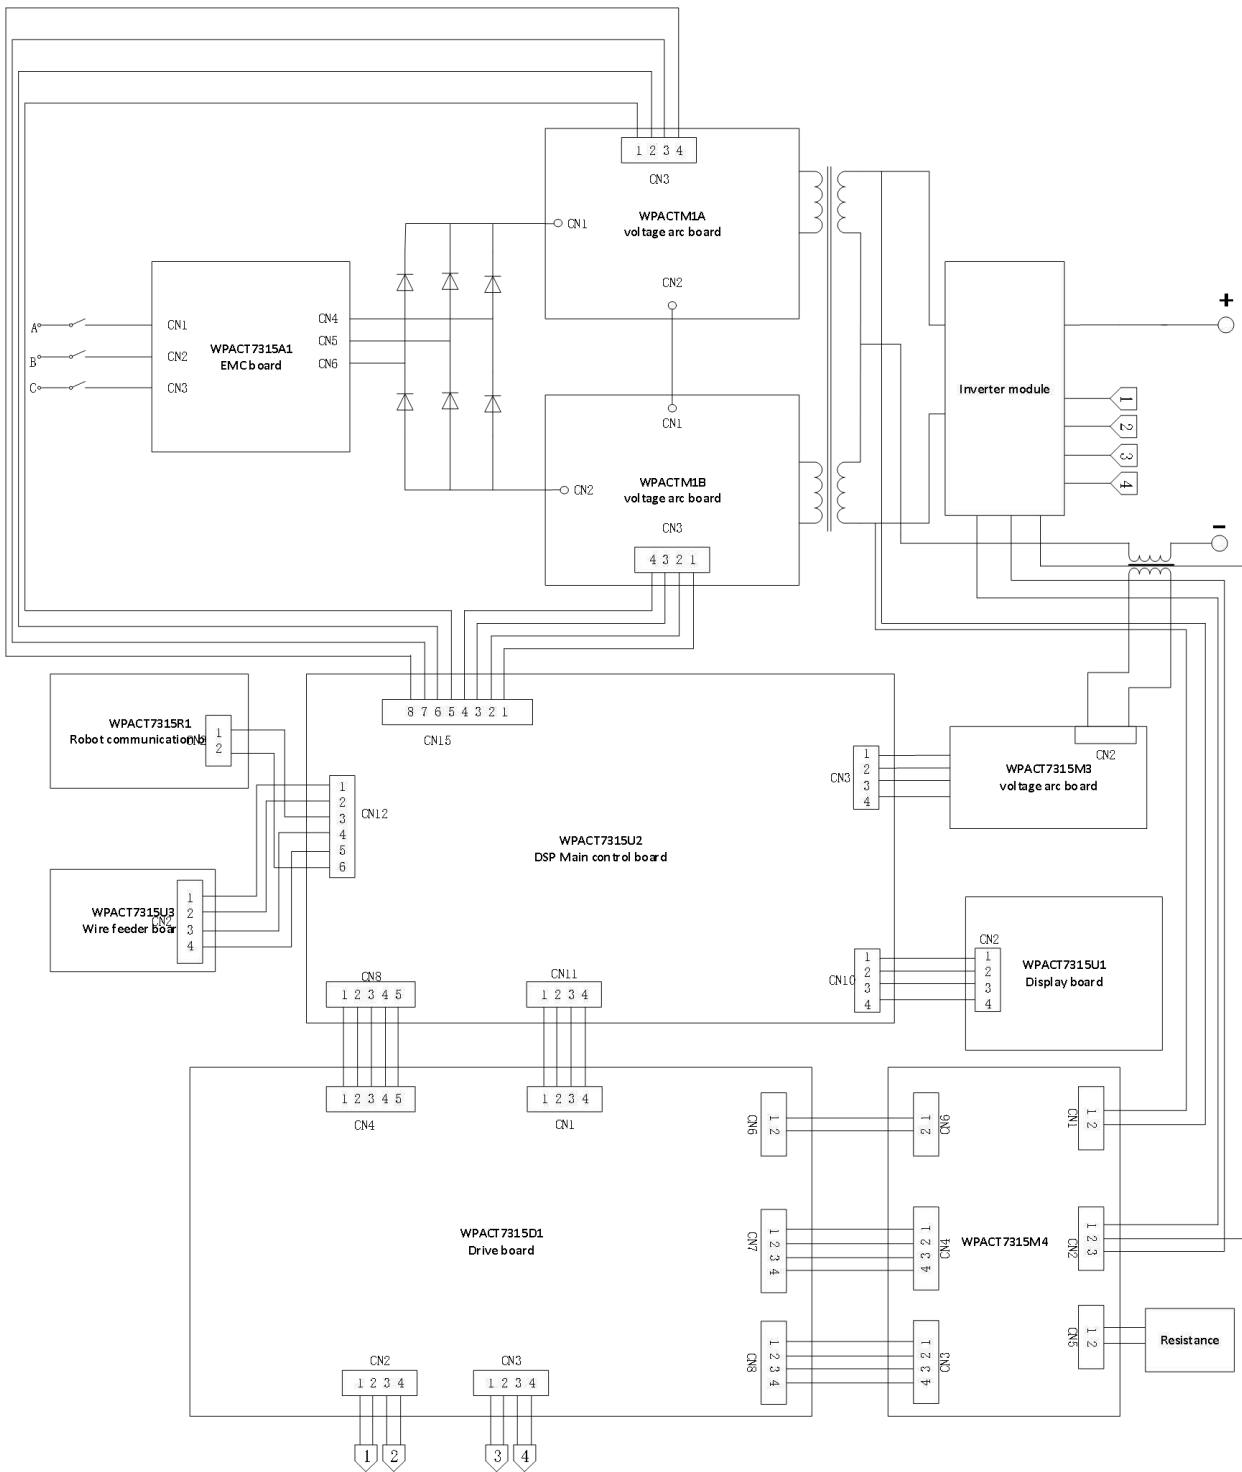 1 2 3 4
CN3
WPACTM1A
voltage arc board
CN1
CN2
A
B
C
CN1
CN2
CN3
WPACT7315A1
EMC board
CN4
CN5
CN6
+
Inverter module
1
2
3
4
CN1
WPACTM1B
voltage arc board
CN2
CN3
4 3 2 1
-
8 7 6 5 4 3 2 1
CN15
WPACT7315R1
Robot communication b
CN2
1
2
1
2
3
4
5
6
CN12
WPACT7315U2
DSP Main control board
CN3
1
2
3
4
CN2
WPACT7315M3
voltage arc board
WPACT7315U3
Wire feeder boar
CN2
1
2
3
4
CN10
1
2
3
4
CN2
1
2
3
4
WPACT7315U1
Display board
CN8
1 2 3 4 5
CN11
1 2 3 4
1 2 3 4 5
CN4
1 2 3 4
CN1
CN6
1 2
1 2
CN6
CN1
1 2
WPACT7315D1
Drive board
CN7
1 2 3 4
1 2 3 4
CN4
WPACT7315M4
CN2
1 2 3
CN8
1 2 3 4
1 2 3 4
CN3
CN5
1 2
Resistance
CN2
1 2 3 4
CN3
1 2 3 4
1
2
3
4